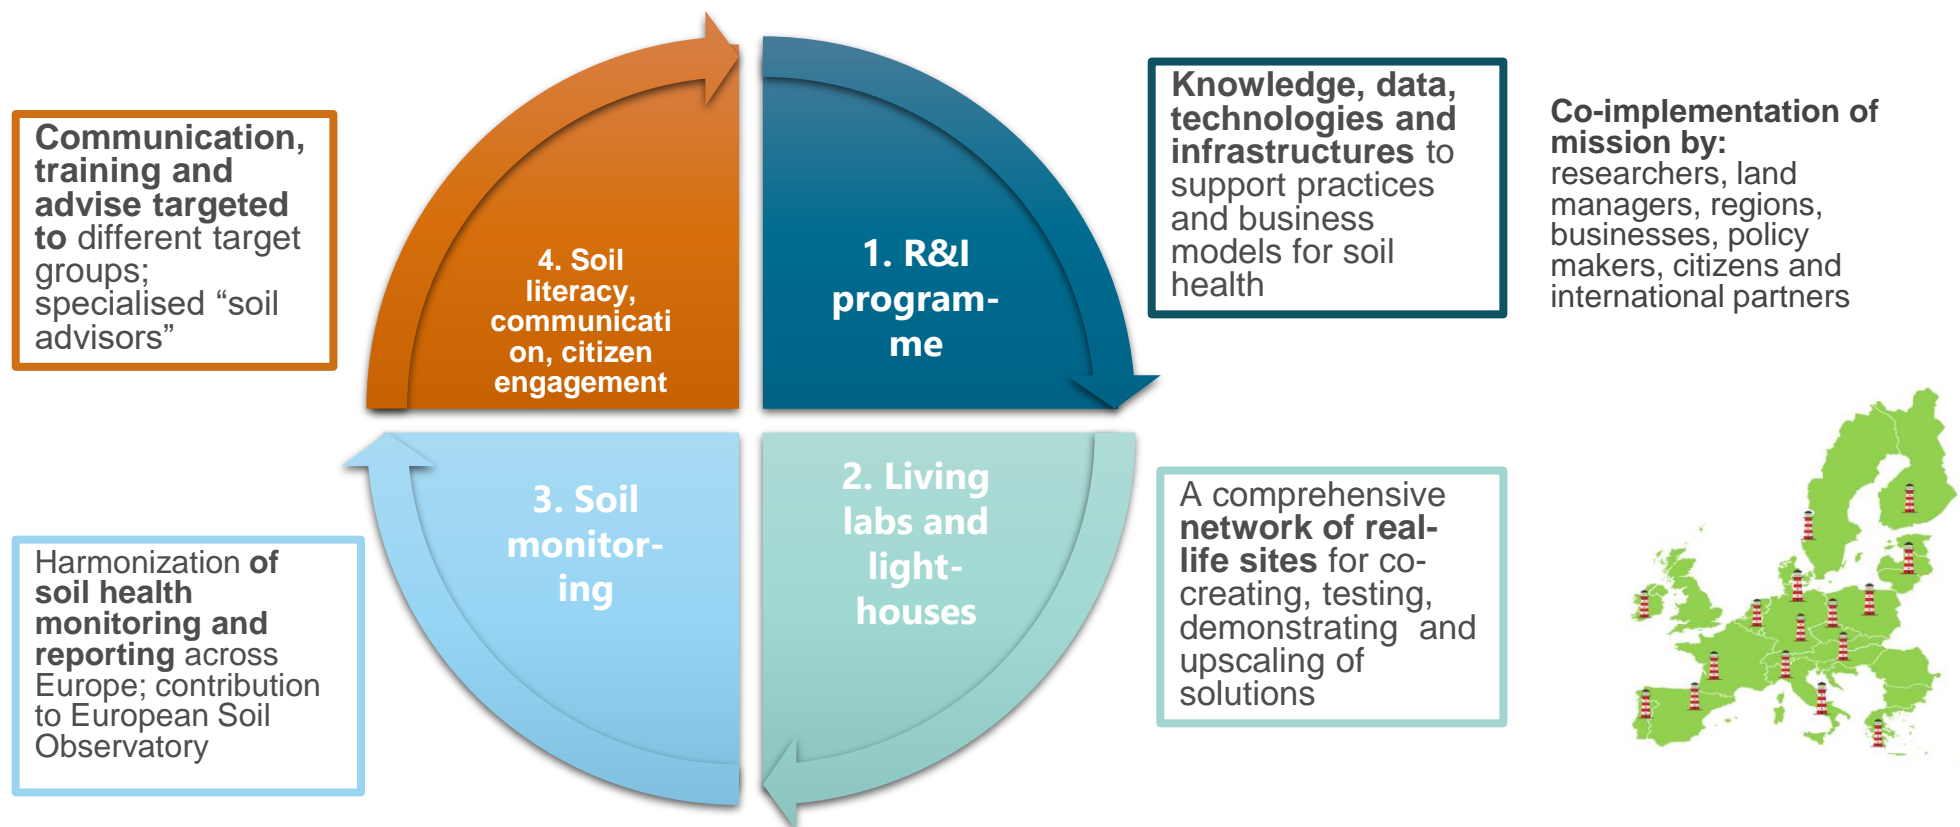 Communication,
training and
advise targeted
to different target
groups;
specialised “soil
advisors”
4. Soil
literacy,
communicati
on, citizen
engagement
1. R&I
program-
me
Knowledge, data,
technologies and
infrastructures to
support practices
and business
models for soil
health
Co-implementation of
mission by:
researchers, land
managers, regions,
businesses, policy
makers, citizens and
international partners
Harmonization of
soil health
monitoring and
reporting across
Europe; contribution
to European Soil
Observatory
3. Soil
monitor-
ing
2. Living
labs and
light-
houses
A comprehensive
network of real-
life sites for co-
creating, testing,
demonstrating and
upscaling of
solutions